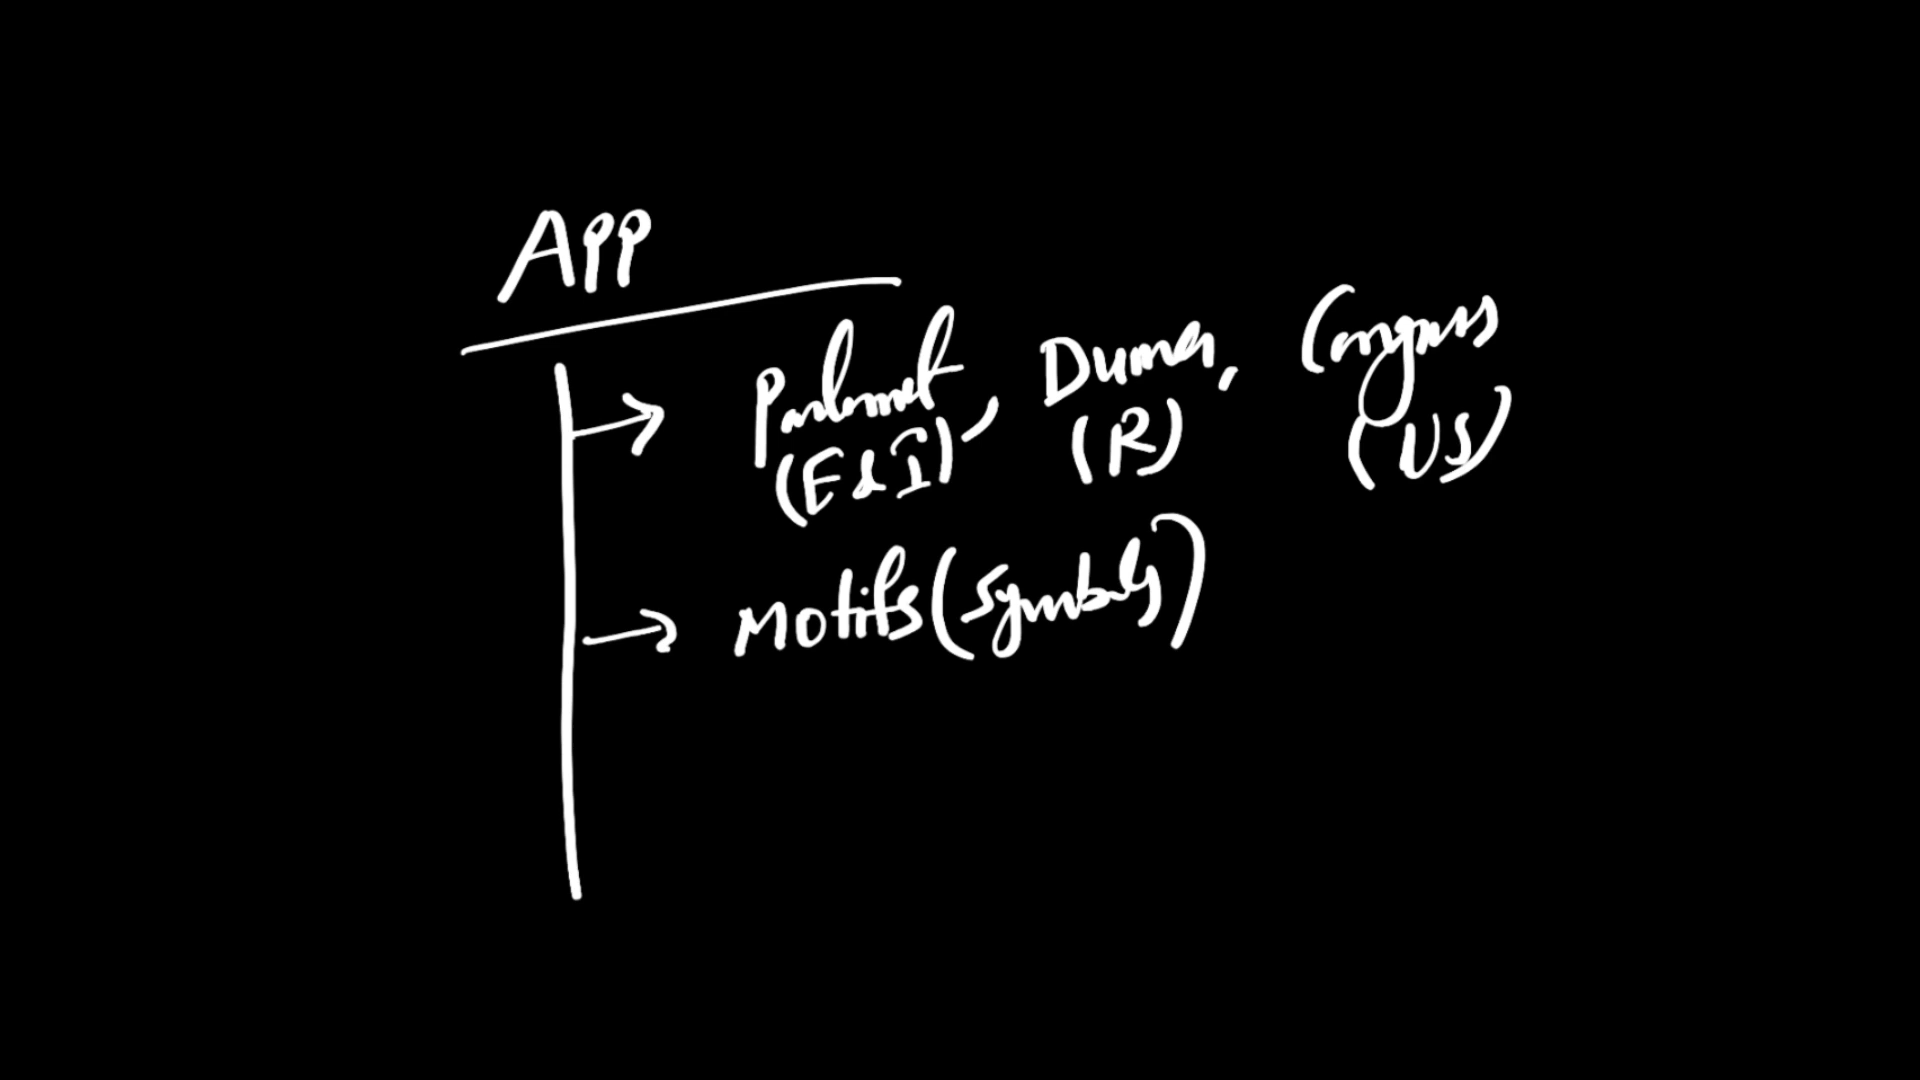 App
Parliament, Duma, Congress
(E & I) (R) (US)
Motifs (Symbols)